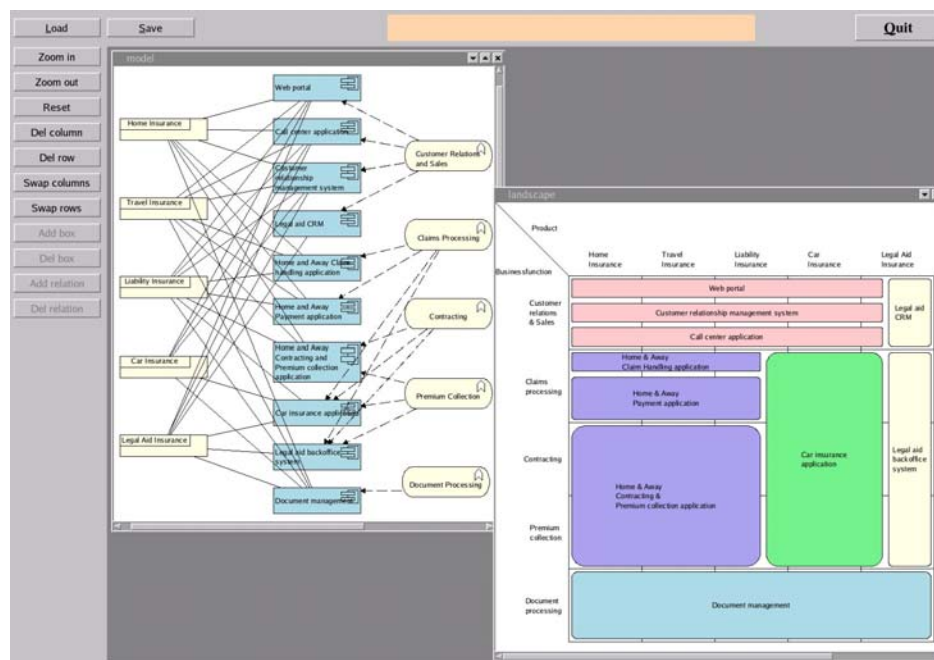 Load
Save
Quit
Zoom in
Zoom out
Reset
Del column
Del row
Swap columns
Swap rows
Add box
Del box
Add relation
Del relation
model
Home Insurance
Travel Insurance
Liability Insurance
Car Insurance
Legal Aid Insurance
Web portal
Call center application
Customer
relationship
management system
Legal aid CRM
Home and Away Claim
handling application
Home and Away
Payment application
Home and Away
Contracting and
Premium collection
application
Car insurance application
Legal aid backoffice
system
Document management
Customer Relations
and Sales
Claims Processing
Contracting
Premium Collection
Document Processing
landscape
Product
Businessfunction
Home
Insurance
Travel
Insurance
Liability
Insurance
Car
Insurance
Legal Aid
Insurance
Customer
relations
& Sales
Claims
processing
Contracting
Premium
collection
Document
processing
Web portal
Customer relationship management system
Call center application
Legal aid
CRM
Home & Away
Claim Handling application
Home & Away
Payment application
Home & Away
Contracting &
Premium collection application
Car insurance
application
Legal aid
backoffice
system
Document management